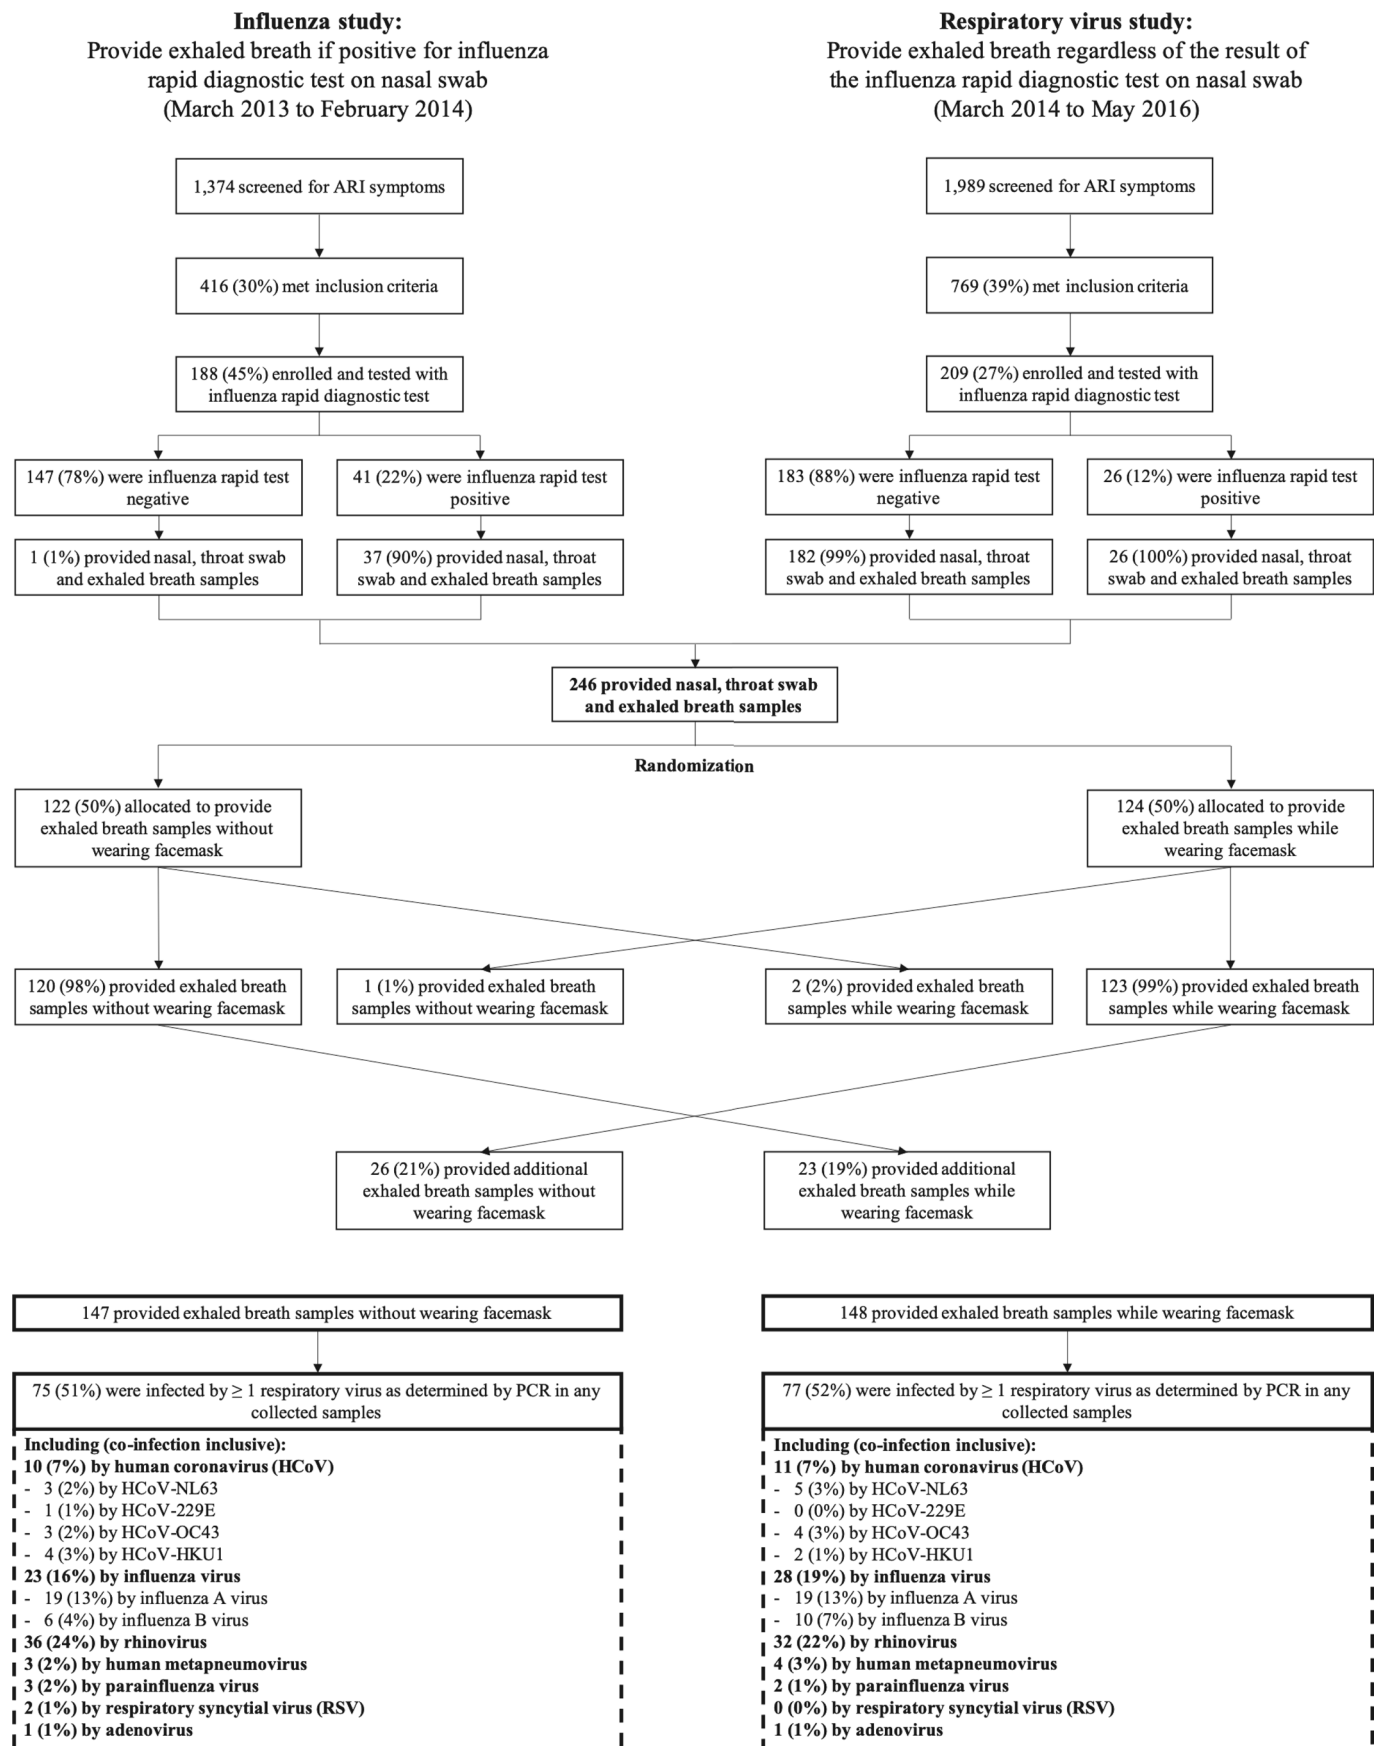 Influenza study:
Provide exhaled breath if positive for influenza
rapid diagnostic test on nasal swab
(March 2013 to February 2014)
Respiratory virus study:
Provide exhaled breath regardless of the result of
the influenza rapid diagnostic test on nasal swab
(March 2014 to May 2016)
1,374 screened for ARI symptoms
1,989 screened for ARI symptoms
416 (30%) met inclusion criteria
769 (39%) met inclusion criteria
188 (45%) enrolled and tested with
influenza rapid diagnostic test
209 (27%) enrolled and tested with
influenza rapid diagnostic test
147 (78%) were influenza rapid test
negative
41 (22%) were influenza rapid test
positive
183 (88%) were influenza rapid test
negative
26 (12%) were influenza rapid test
positive
1 (1%) provided nasal, throat swab
and exhaled breath samples
37 (90%) provided nasal, throat
swab and exhaled breath samples
182 (99%) provided nasal, throat
swab and exhaled breath samples
26 (100%) provided nasal, throat
swab and exhaled breath samples
246 provided nasal, throat swab
and exhaled breath samples
Randomization
122 (50%) allocated to provide
exhaled breath samples without
wearing facemask
124 (50%) allocated to provide
exhaled breath samples while
wearing facemask
120 (98%) provided exhaled breath
samples without wearing facemask
1 (1%) provided exhaled breath
samples without wearing facemask
2 (2%) provided exhaled breath
samples while wearing facemask
123 (99%) provided exhaled breath
samples while wearing facemask
26 (21%) provided additional
exhaled breath samples without
wearing facemask
23 (19%) provided additional
exhaled breath samples while
wearing facemask
147 provided exhaled breath samples without wearing facemask
75 (51%) were infected by ≥ 1 respiratory virus as determined by PCR in any
collected samples
Including (co-infection inclusive):
10 (7%) by human coronavirus (HCoV)
- 3 (2%) by HCoV-NL63
- 1 (1%) by HCoV-229E
- 3 (2%) by HCoV-OC43
- 4 (3%) by HCoV-HKU1
23 (16%) by influenza virus
- 19 (13%) by influenza A virus
- 6 (4%) by influenza B virus
36 (24%) by rhinovirus
3 (2%) by human metapneumovirus
3 (2%) by parainfluenza virus
2 (1%) by respiratory syncytial virus (RSV)
1 (1%) by adenovirus
148 provided exhaled breath samples while wearing facemask
77 (52%) were infected by ≥ 1 respiratory virus as determined by PCR in any
collected samples
Including (co-infection inclusive):
11 (7%) by human coronavirus (HCoV)
- 5 (3%) by HCoV-NL63
- 0 (0%) by HCoV-229E
- 4 (3%) by HCoV-OC43
- 2 (1%) by HCoV-HKU1
28 (19%) by influenza virus
- 19 (13%) by influenza A virus
- 10 (7%) by influenza B virus
32 (22%) by rhinovirus
4 (3%) by human metapneumovirus
2 (1%) by parainfluenza virus
0 (0%) by respiratory syncytial virus (RSV)
1 (1%) by adenovirus